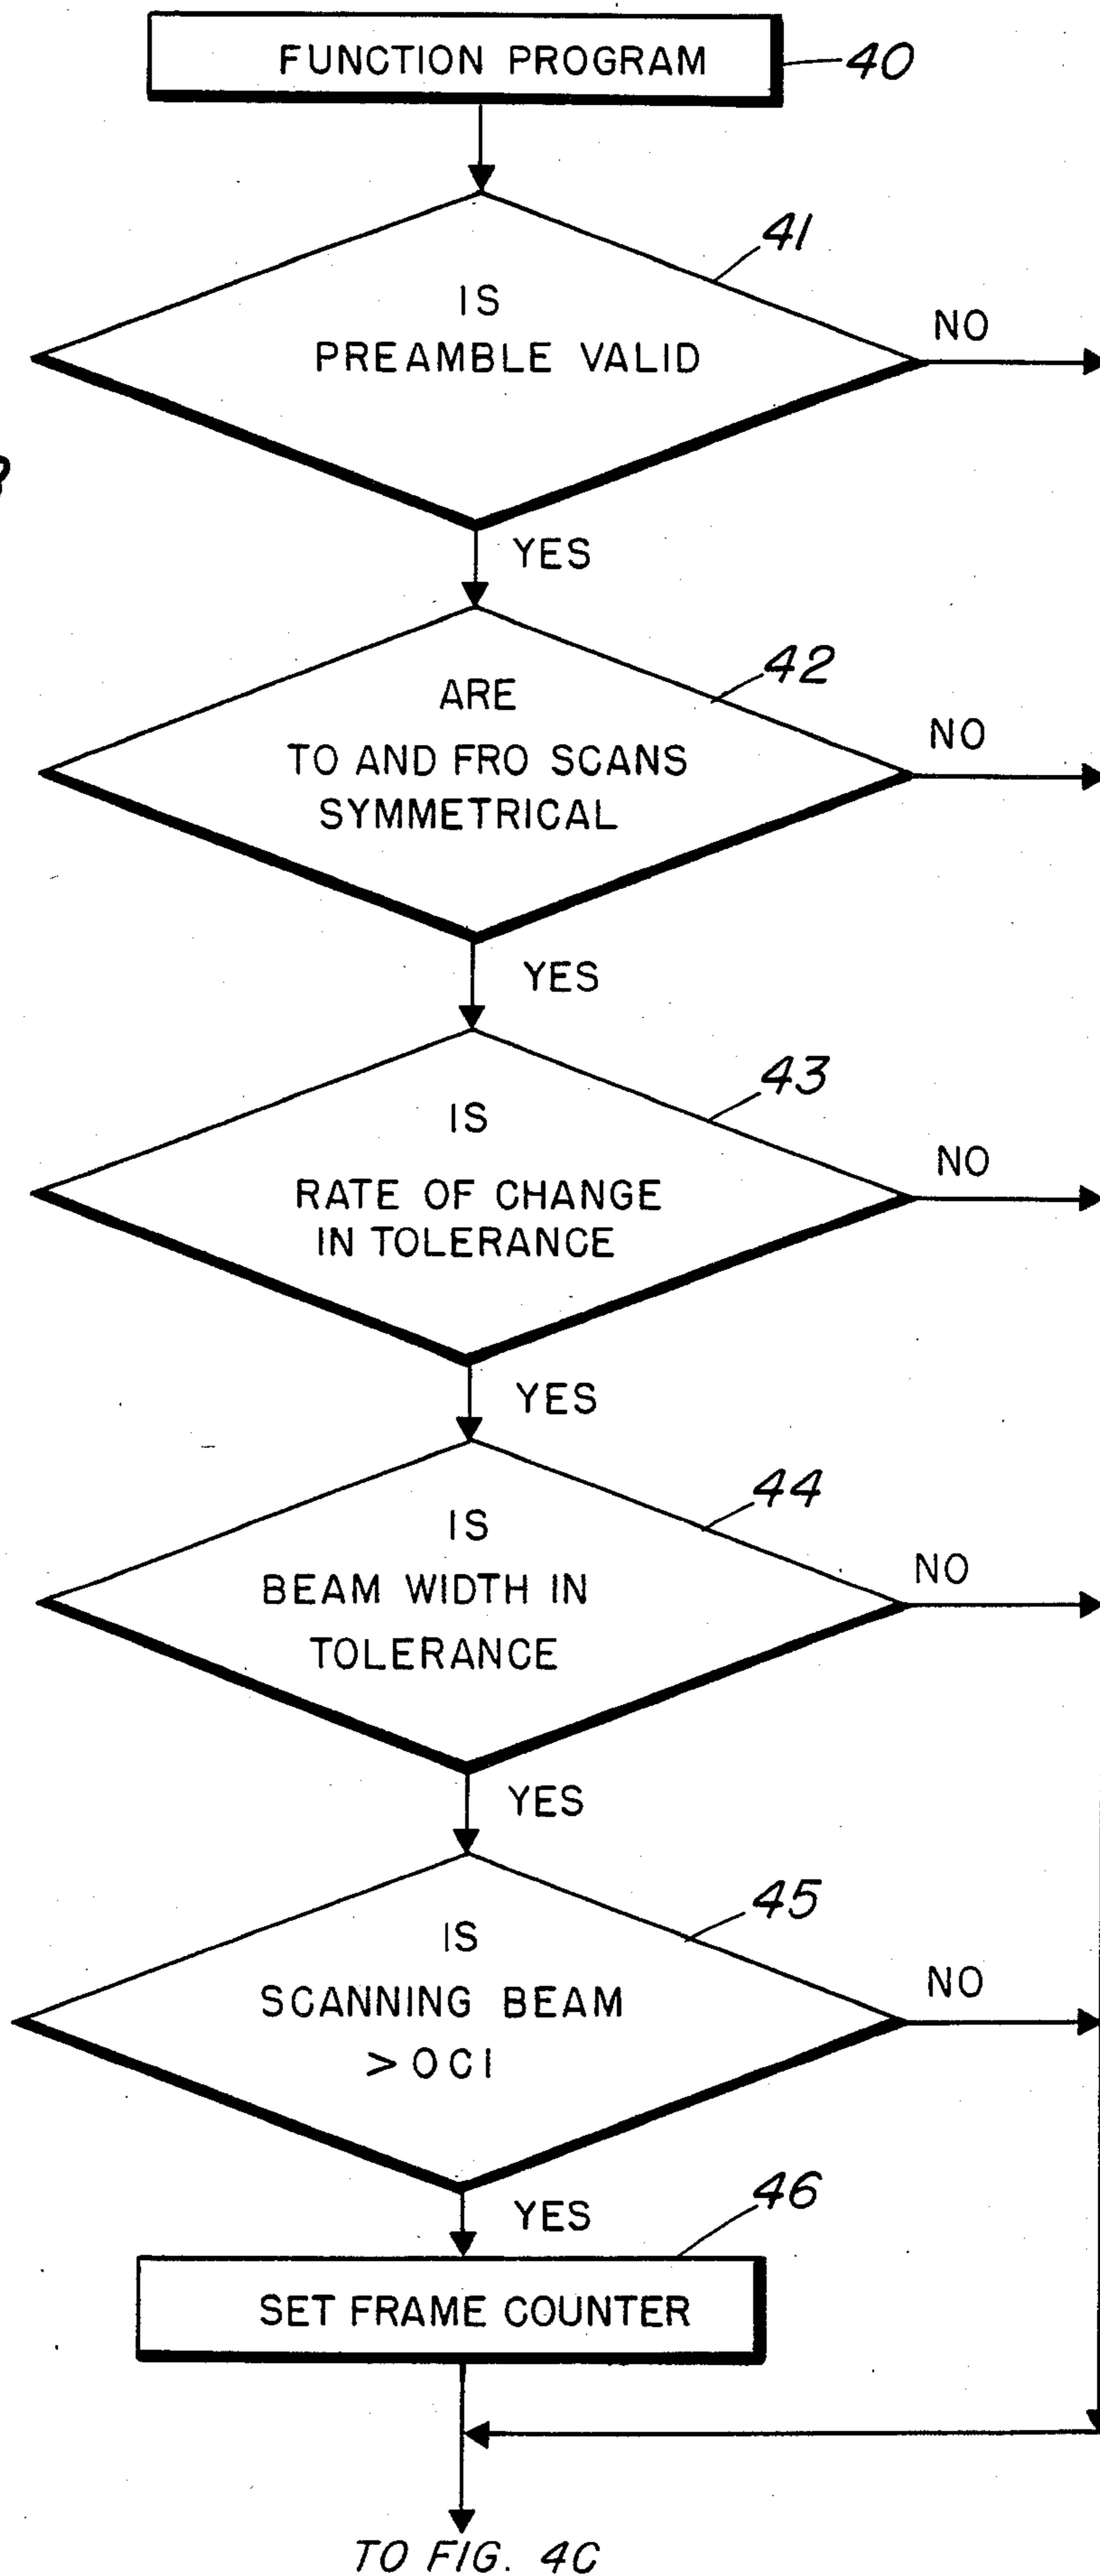 FUNCTION PROGRAM
40
41
IS
PREAMBLE VALID
NO
YES
42
ARE
TO AND FRO SCANS
SYMMETRICAL
NO
YES
43
IS
RATE OF CHANGE
IN TOLERANCE
NO
YES
44
IS
BEAM WIDTH IN
TOLERANCE
NO
YES
45
IS
SCANNING BEAM
> OCI
NO
YES
46
SET FRAME COUNTER
TO FIG. 4C